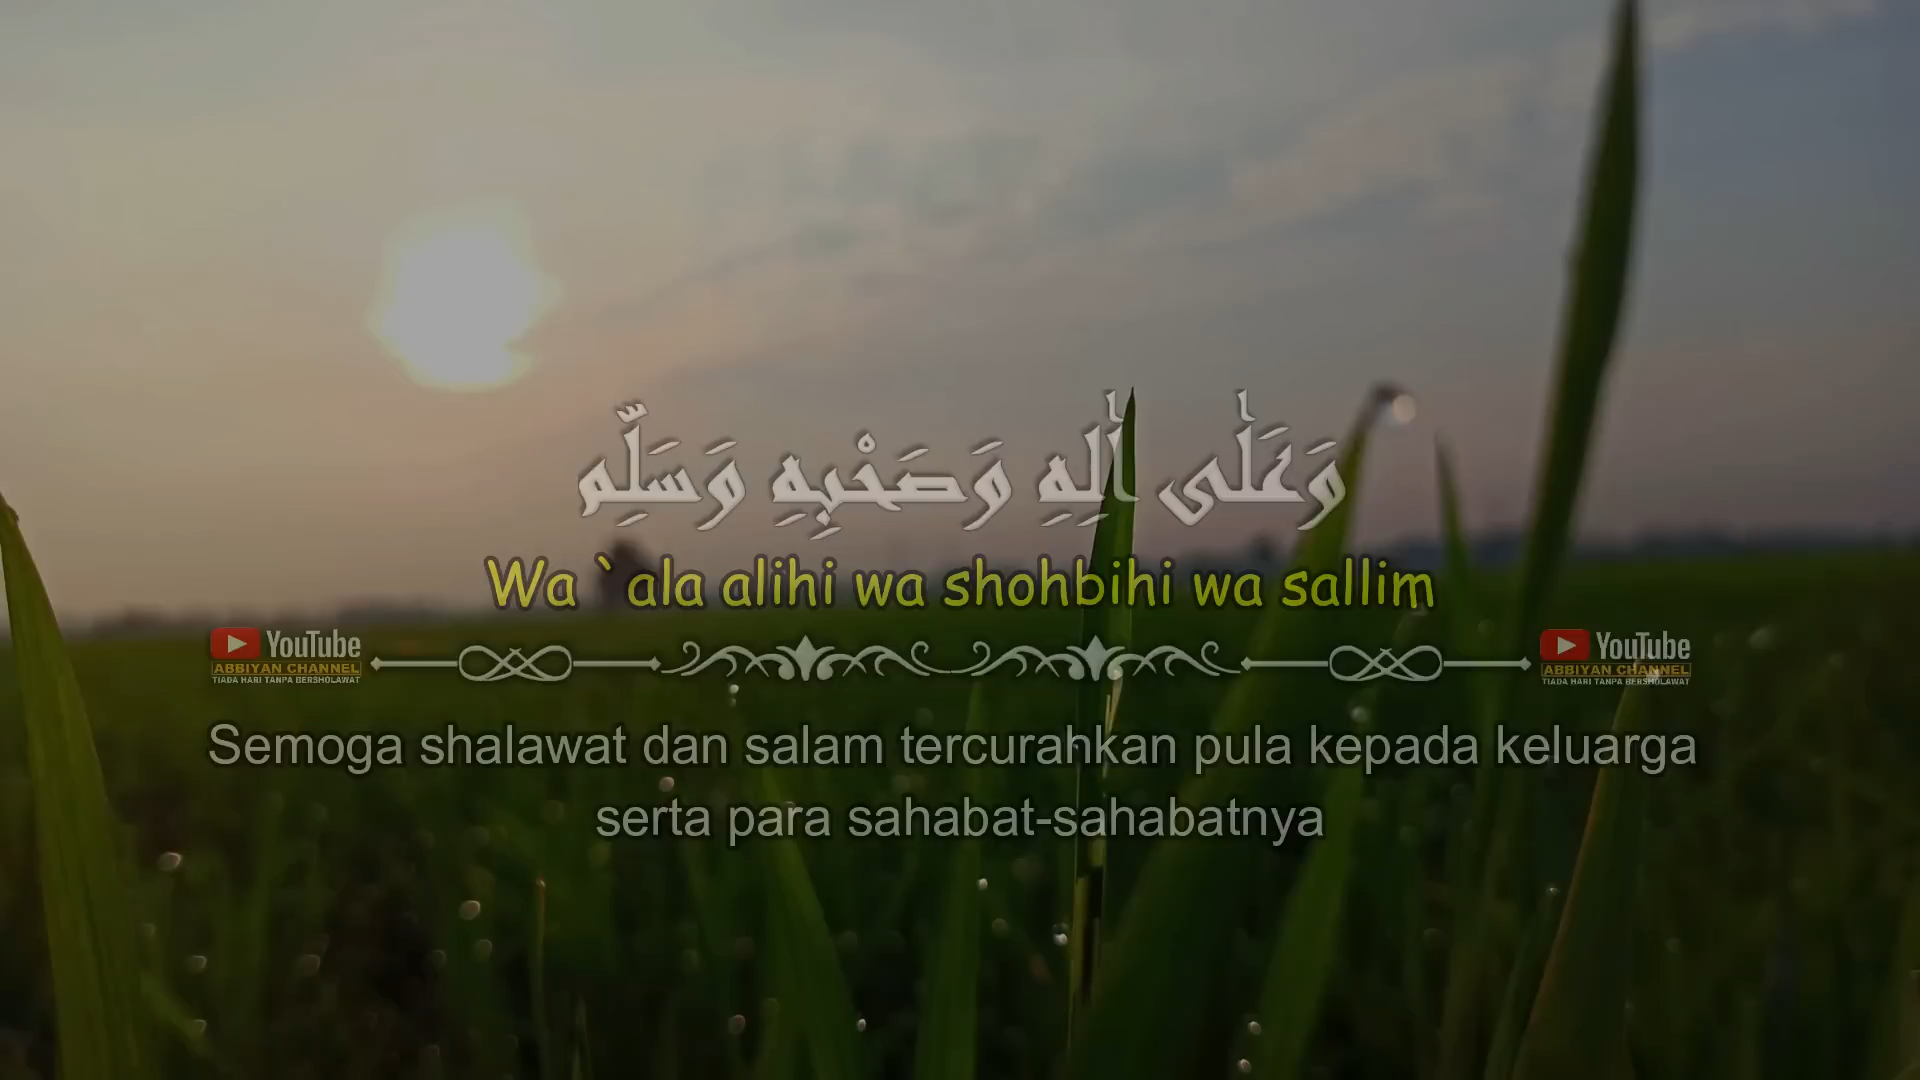 وَعَلٰى اٰلِهِ وَصَحْبِهِ وَسَلِّم
Wa `ala alihi wa shohbihi wa sallim
YouTube
ABBIYAN CHANNEL
TIADA HARI TANPA BERSHOLAWAT
YouTube
ABBIYAN CHANNEL
TIADA HARI TANPA BERSHOLAWAT
Semoga shalawat dan salam tercurahkan pula kepada keluarga
serta para sahabat-sahabatnya